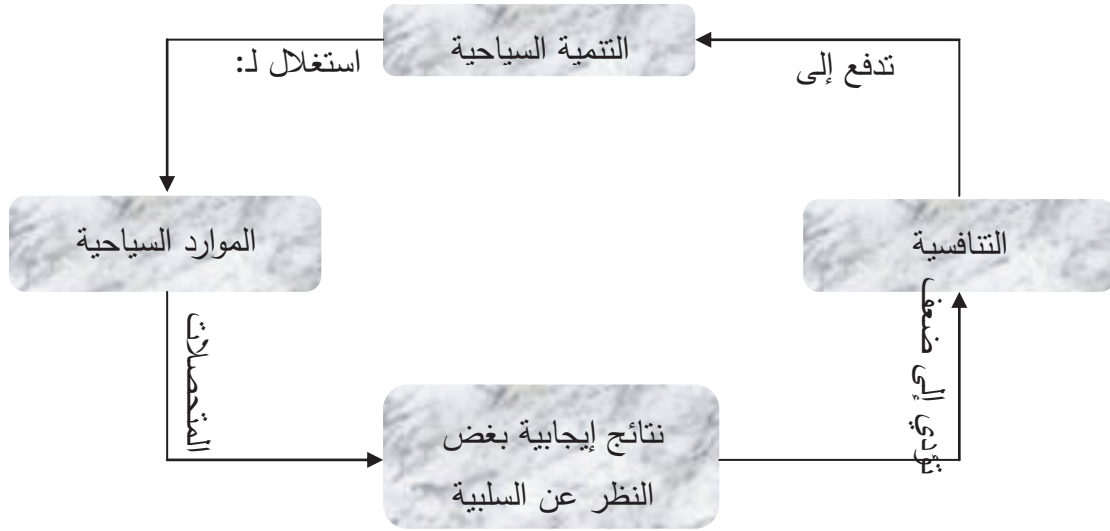 التنمية السياحية
استغلال لـ:
تدفع إلى
الموارد السياحية
التنافسية
المتحصلات
تؤدي إلى ضعف
نتائج إيجابية بغض
النظر عن السلبية